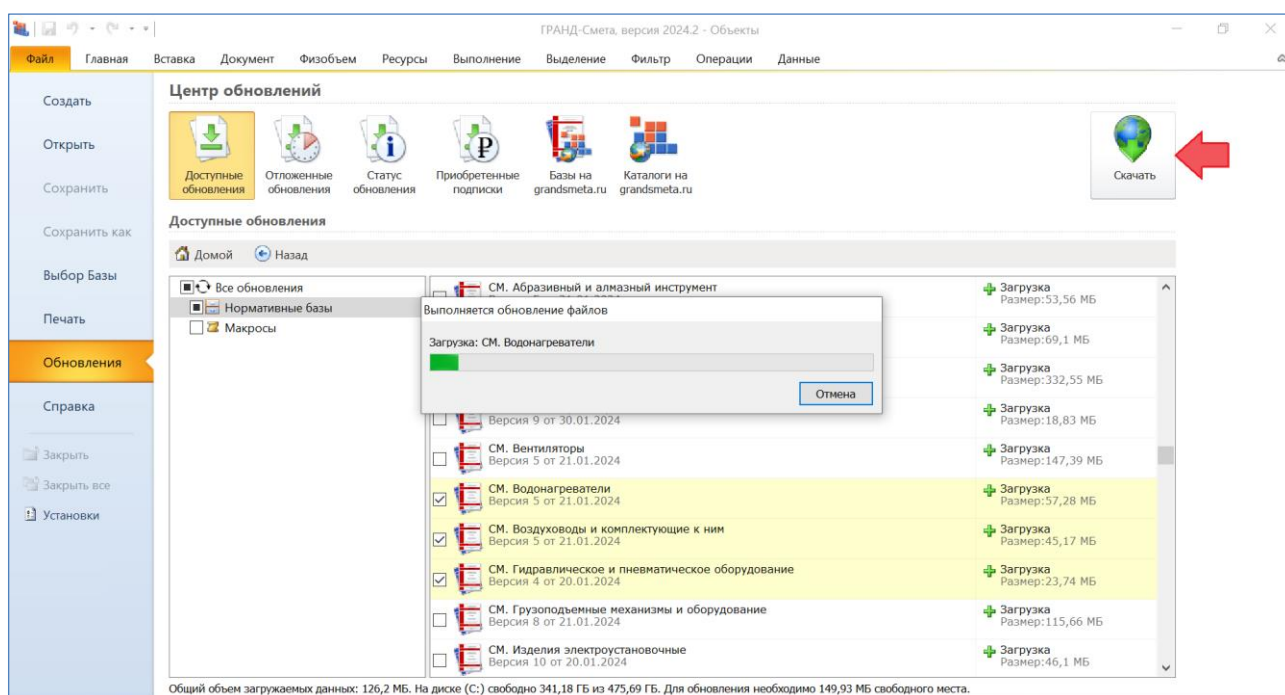 ГРАНД-Смета, версия 2024.2 - Объекты
Файл Главная Вставка Документ Физобъем Ресурсы Выполнение Выделение Фильтр Операции Данные
Создать
Открыть
Сохранить
Сохранить как
Выбор Базы
Печать
Обновления
Справка
Закрыть
Закрыть все
Установки
Центр обновлений
Доступные обновления
Отложенные обновления
Статус обновления
Приобретенные подписки
Базы на grandsmeta.ru
Каталоги на grandsmeta.ru
Скачать
Доступные обновления
Домой Назад
Все обновления
Нормативные базы
Макросы
СМ. Абразивный и алмазный инструмент
Загрузка
Размер:53,56 МБ
Выполняется обновление файлов
Загрузка: СМ. Водонагреватели
Отмена
Загрузка
Размер:69,1 МБ
Загрузка
Размер:332,55 МБ
Версия 9 от 30.01.2024
Загрузка
Размер:18,83 МБ
СМ. Вентиляторы
Версия 5 от 21.01.2024
Загрузка
Размер:147,39 МБ
СМ. Водонагреватели
Версия 5 от 21.01.2024
Загрузка
Размер:57,28 МБ
СМ. Воздуховоды и комплектующие к ним
Версия 5 от 21.01.2024
Загрузка
Размер:45,17 МБ
СМ. Гидравлическое и пневматическое оборудование
Версия 4 от 20.01.2024
Загрузка
Размер:23,74 МБ
СМ. Грузоподъемные механизмы и оборудование
Версия 8 от 21.01.2024
Загрузка
Размер:115,66 МБ
СМ. Изделия электроустановочные
Версия 10 от 20.01.2024
Загрузка
Размер:46,1 МБ
Общий объем загружаемых данных: 126,2 МБ. На диске (C:) свободно 341,18 ГБ из 475,69 ГБ. Для обновления необходимо 149,93 МБ свободного места.